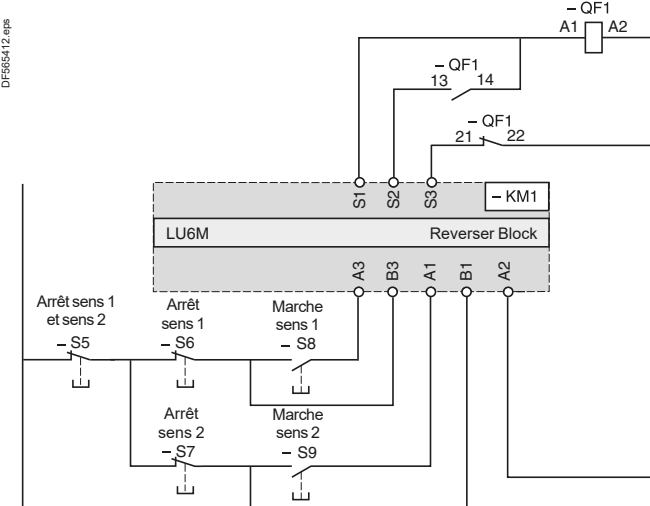 DF565412.eps
– QF1
A1 A2
– QF1
13 14
– QF1
21 22
S1 S2 S3 – KM1
LU6M Reverser Block
A3 B3 A1 B1 A2
Arrêt sens 1
et sens 2
– S5
Arrêt
sens 1
– S6
Marche
sens 1
– S8
Arrêt
sens 2
– S7
Marche
sens 2
– S9